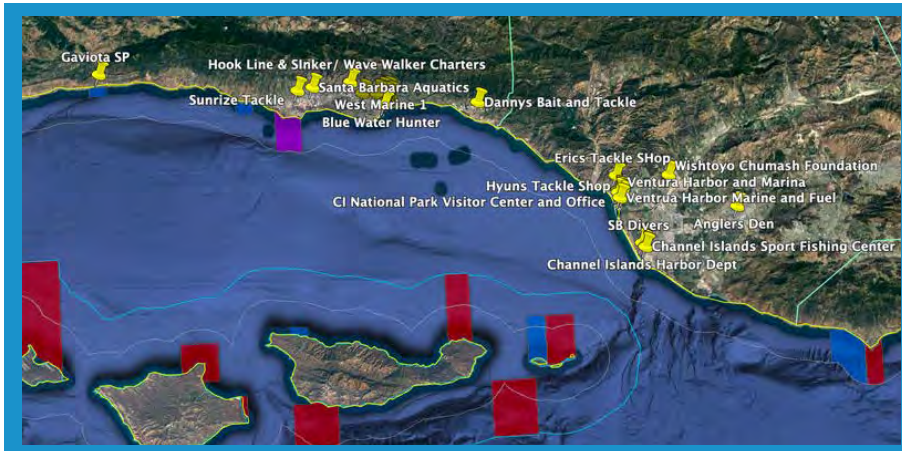 Gaviota SP
Hook Line & SInker/ Wave Walker Charters
Santa Barbara Aquatics
Sunrize Tackle
West Marine 1
Dannys Bait and Tackle
Blue Water Hunter
Erics Tackle SHop
Wishtoyo Chumash Foundation
Ventura Harbor and Marina
Hyuns Tackle Shop
Ventrua Harbor Marine and Fuel
CI National Park Visitor Center and Office
SB Divers
Anglers Den
Channel Islands Sport Fishing Center
Channel Islands Harbor Dept